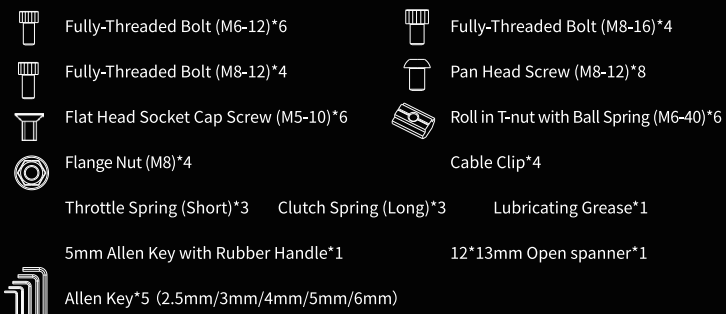 Fully-Threaded Bolt (M6-12)*6 Fully-Threaded Bolt (M8-16)*4
Fully-Threaded Bolt (M8-12)*4 Pan Head Screw (M8-12)*8
Flat Head Socket Cap Screw (M5-10)*6 Roll in T-nut with Ball Spring (M6-40)*6
Flange Nut (M8)*4 Cable Clip*4
Throttle Spring (Short)*3 Clutch Spring (Long)*3 Lubricating Grease*1
5mm Allen Key with Rubber Handle*1 12*13mm Open spanner*1
Allen Key*5 (2.5mm/3mm/4mm/5mm/6mm)